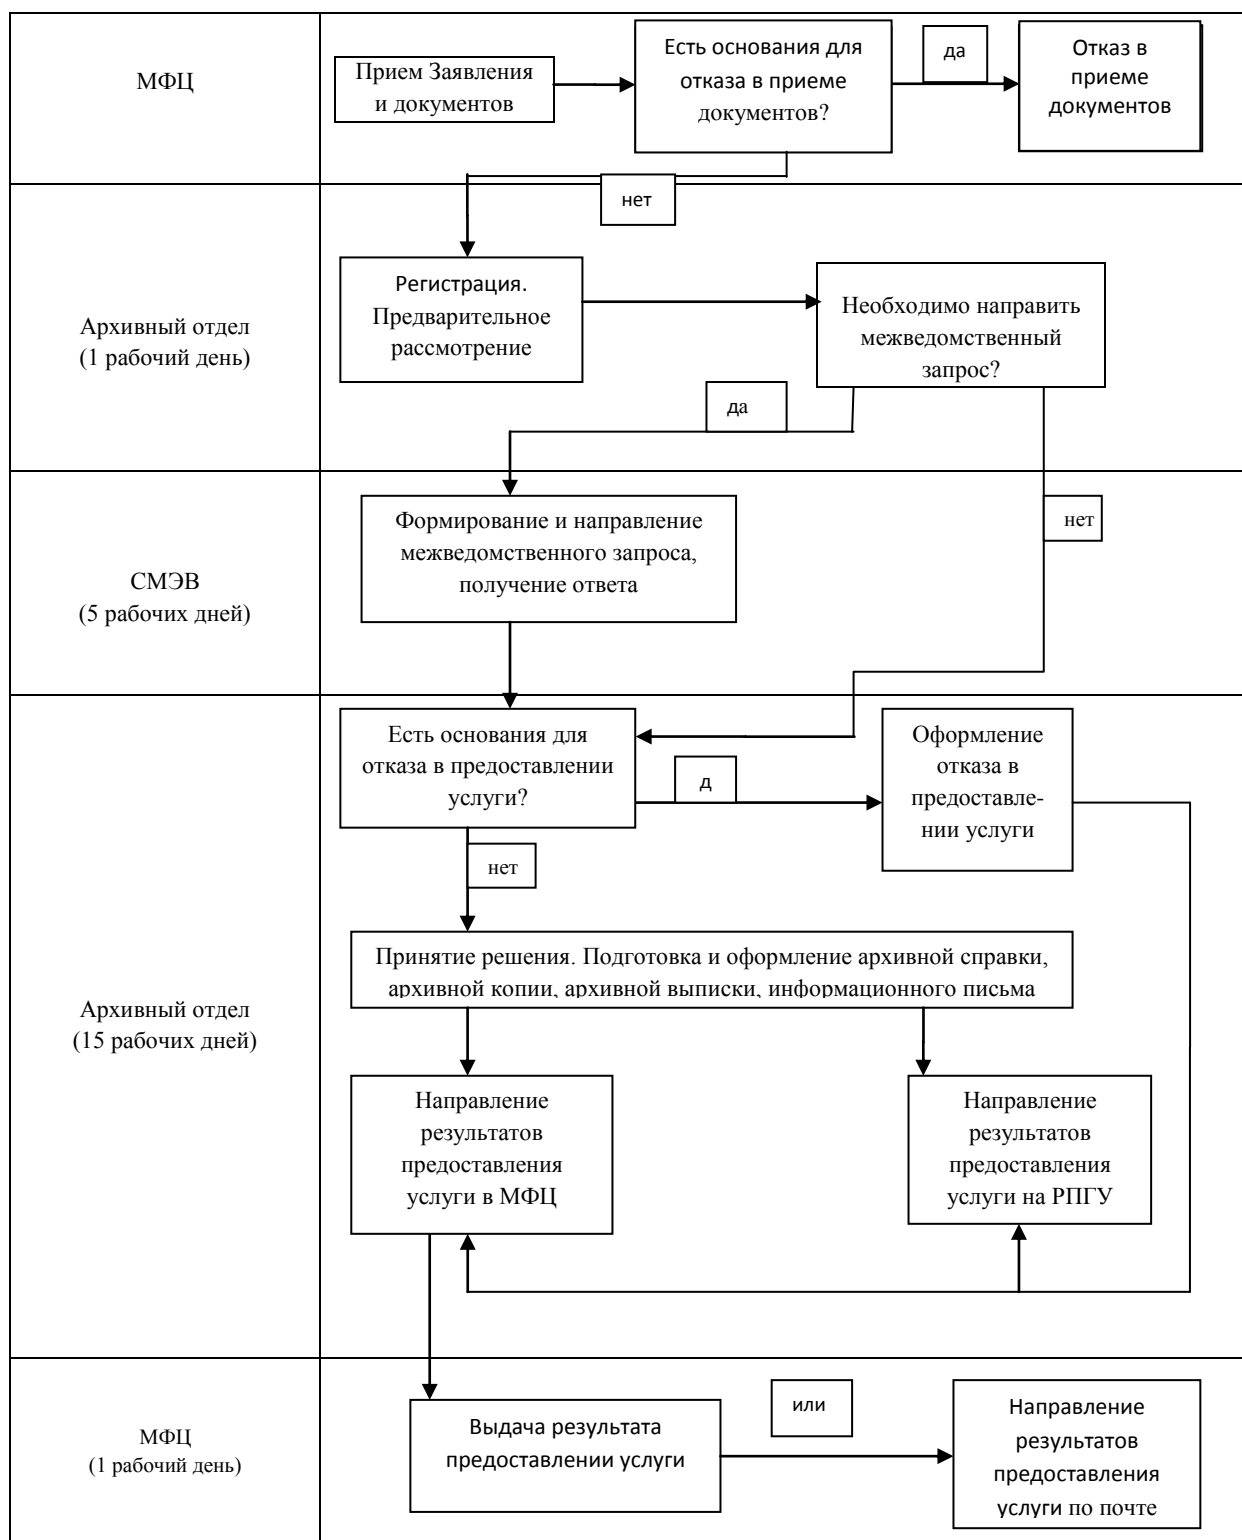 МФЦ
Прием Заявления
и документов
Есть основания для
отказа в приеме
документов?
да
Отказ в
приеме
документов
нет
Архивный отдел
(1 рабочий день)
Регистрация.
Предварительное
рассмотрение
Необходимо направить
межведомственный
запрос?
да
нет
СМЭВ
(5 рабочих дней)
Формирование и направление
межведомственного запроса,
получение ответа
Архивный отдел
(15 рабочих дней)
Есть основания для
отказа в предоставлении
услуги?
д
Оформление
отказа в
предоставле-
нии услуги
нет
Принятие решения. Подготовка и оформление архивной справки,
архивной копии, архивной выписки, информационного письма
Направление
результатов
предоставления
услуги в МФЦ
Направление
результатов
предоставления
услуги на РПГУ
МФЦ
(1 рабочий день)
Выдача результата
предоставлении услуги
или
Направление
результатов
предоставления
услуги по почте